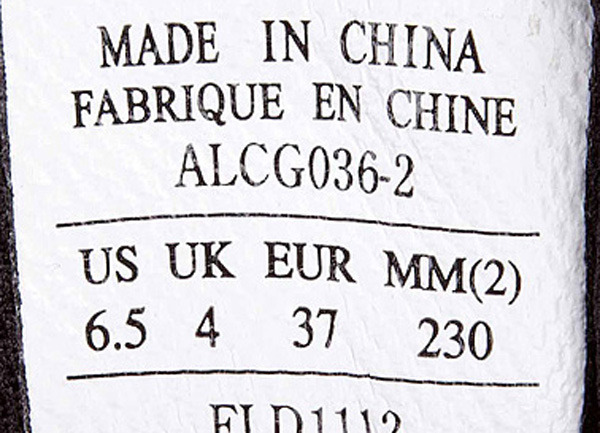 MADE IN CHINA
FABRIQUE EN CHINE
ALCG036-2
US UK EUR MM(2)
6.5 4 37 230